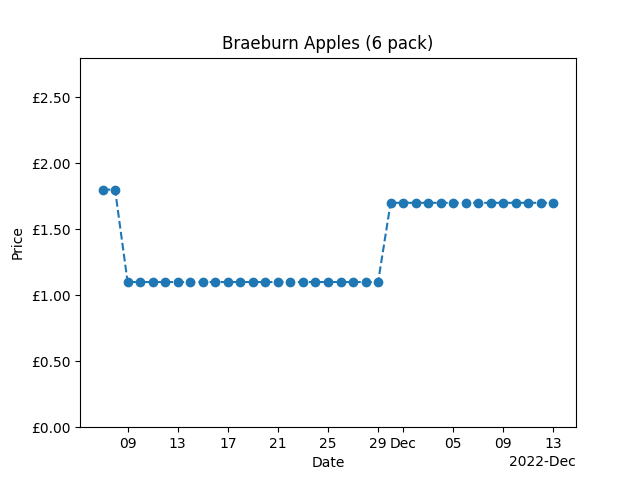 Braeburn Apples (6 pack)
£2.50
£2.00
£1.50
£1.00
£0.50
£0.00
Price
09 13 17 21 25 29 Dec 05 09 13
Date
2022-Dec